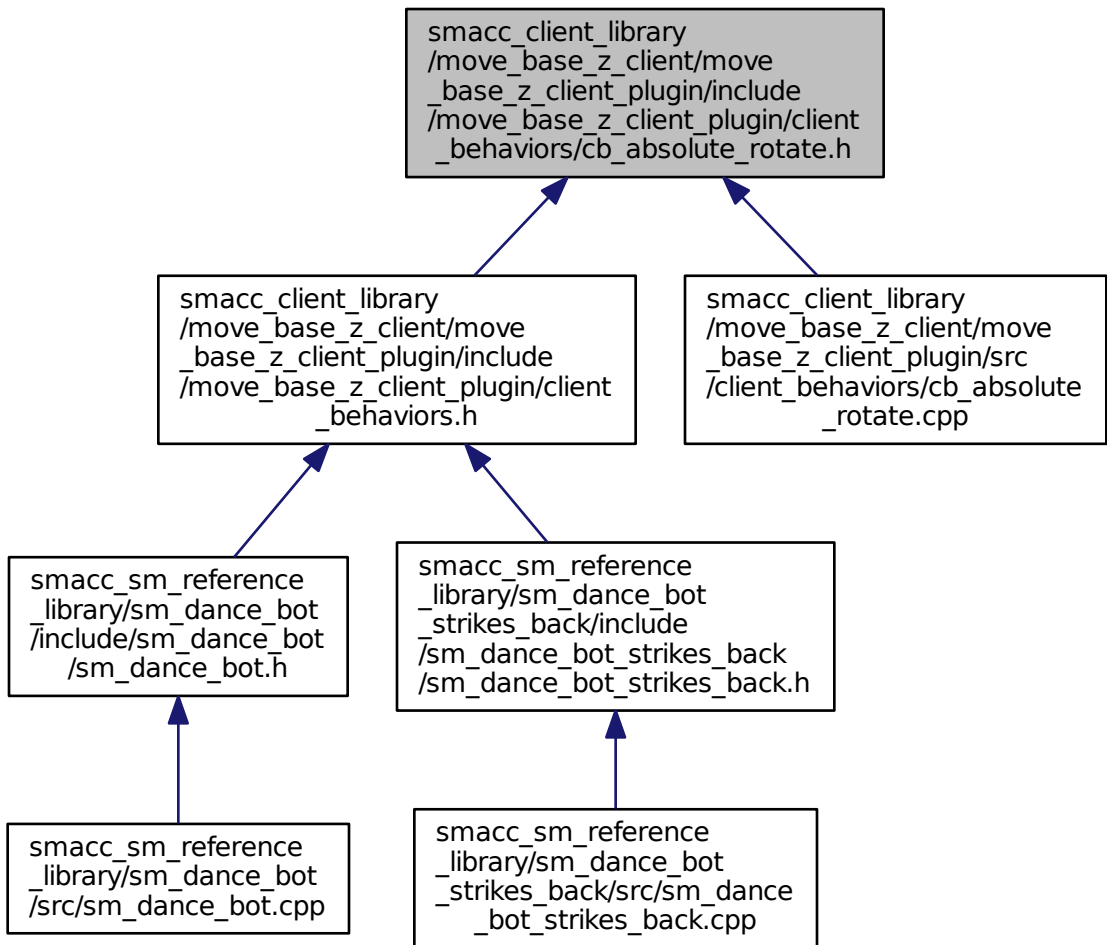 smacc_client_library
/move_base_z_client/move
_base_z_client_plugin/include
/move_base_z_client_plugin/client
_behaviors/cb_absolute_rotate.h
smacc_client_library
/move_base_z_client/move
_base_z_client_plugin/include
/move_base_z_client_plugin/client
_behaviors.h
smacc_client_library
/move_base_z_client/move
_base_z_client_plugin/src
/client_behaviors/cb_absolute
_rotate.cpp
smacc_sm_reference
_library/sm_dance_bot
/include/sm_dance_bot
/sm_dance_bot.h
smacc_sm_reference
_library/sm_dance_bot
_strikes_back/include
/sm_dance_bot_strikes_back
/sm_dance_bot_strikes_back.h
smacc_sm_reference
_library/sm_dance_bot
/src/sm_dance_bot.cpp
smacc_sm_reference
_library/sm_dance_bot
_strikes_back/src/sm_dance
_bot_strikes_back.cpp